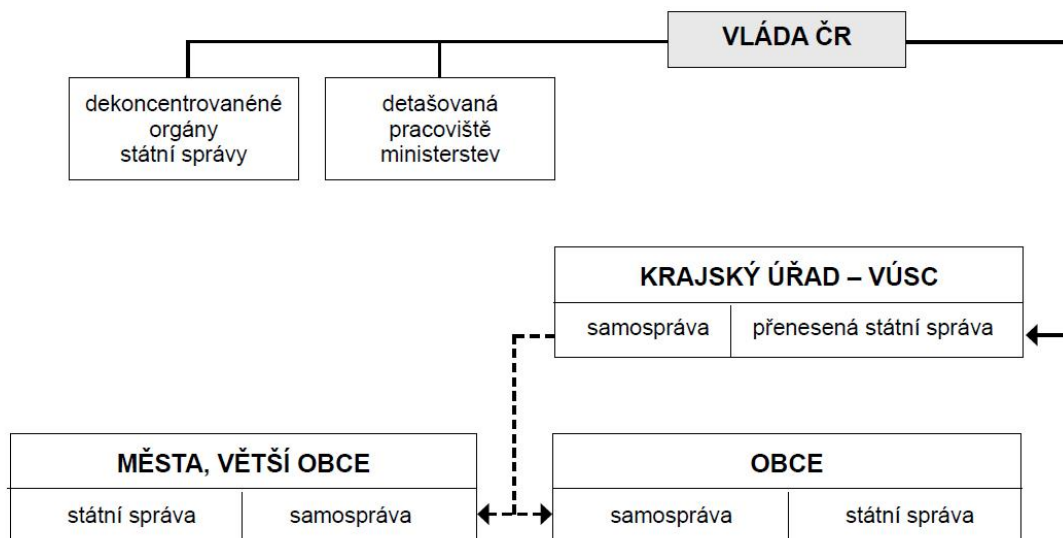 VLÁDA ČR
dekoncentrovanéné
orgány
státní správy
detašovaná
pracoviště
ministerstev
KRAJSKÝ ÚŘAD – VÚSC
samospráva
přenesená státní správa
MĚSTA, VĚTŠÍ OBCE
státní správa
samospráva
OBCE
samospráva
státní správa